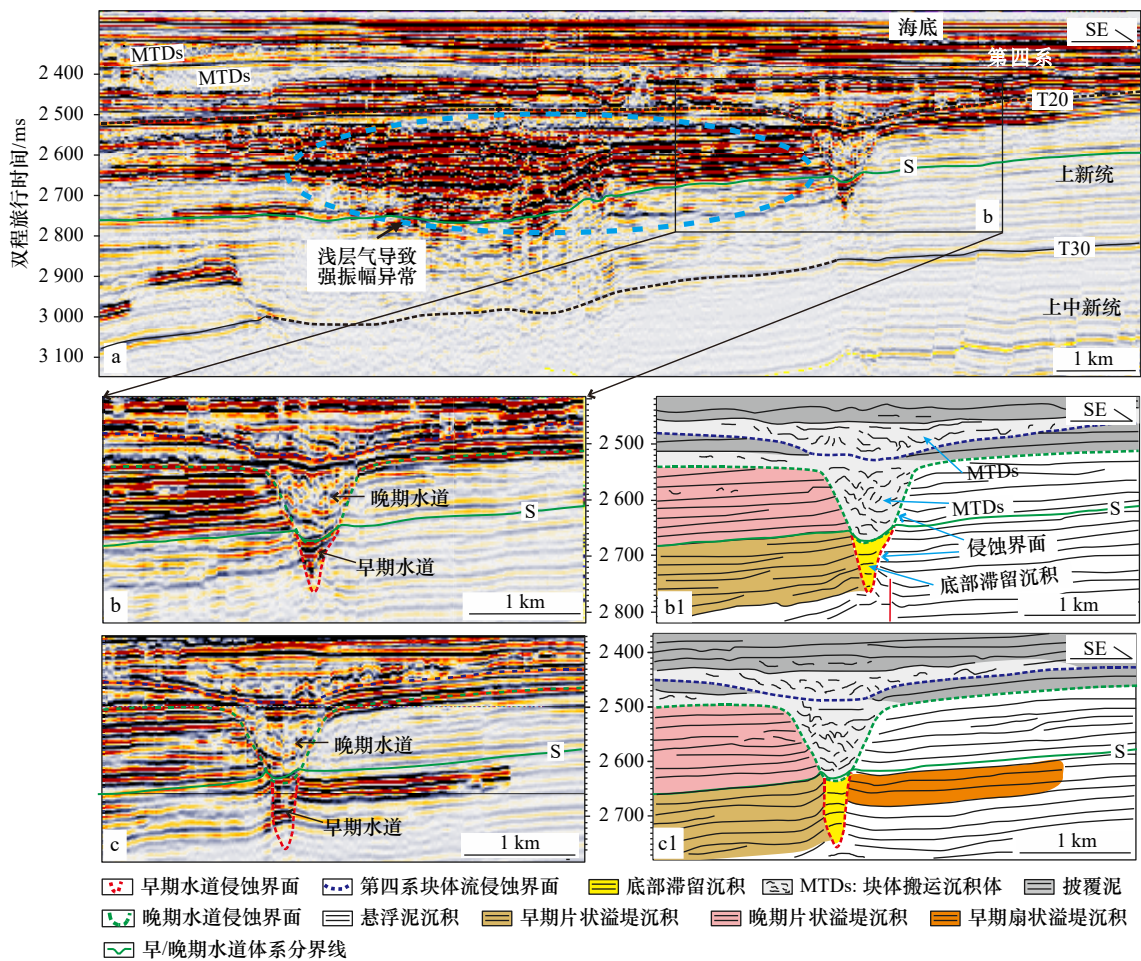 海底
SE
MTDs
第四系
MTDs
2 400
T20
2 500
2 600
S
上新统
2 700
b
2 800
双程旅行时间/ms
浅层气导致
强振幅异常
T30
2 900
3 000
上中新统
3 100
a
1 km
SE
2 500
MTDs
晚期水道
2 600
MTDs
S
S
侵蚀界面
早期水道
2 700
底部滞留沉积
b
1 km
2 800
b1
1 km
SE
2 400
2 500
晚期水道
S
2 600
S
早期水道
2 700
c
1 km
c1
1 km
早期水道侵蚀界面 第四系块体流侵蚀界面 底部滞留沉积 MTDs: 块体搬运沉积体 披覆泥
晚期水道侵蚀界面 悬浮泥沉积 早期片状溢堤沉积 晚期片状溢堤沉积 早期扇状溢堤沉积
早/晚期水道体系分界线